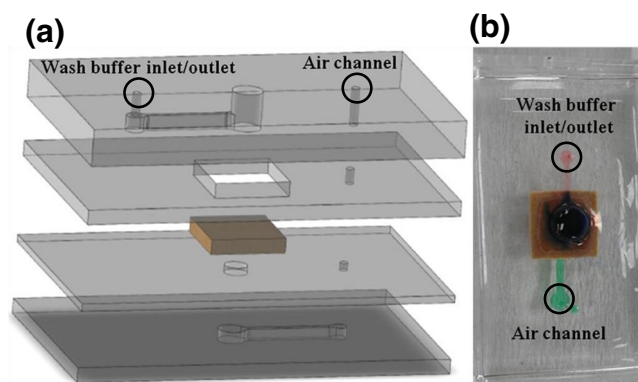 (a)
Wash buffer inlet/outlet
Air channel
(b)
Wash buffer
inlet/outlet
Air channel